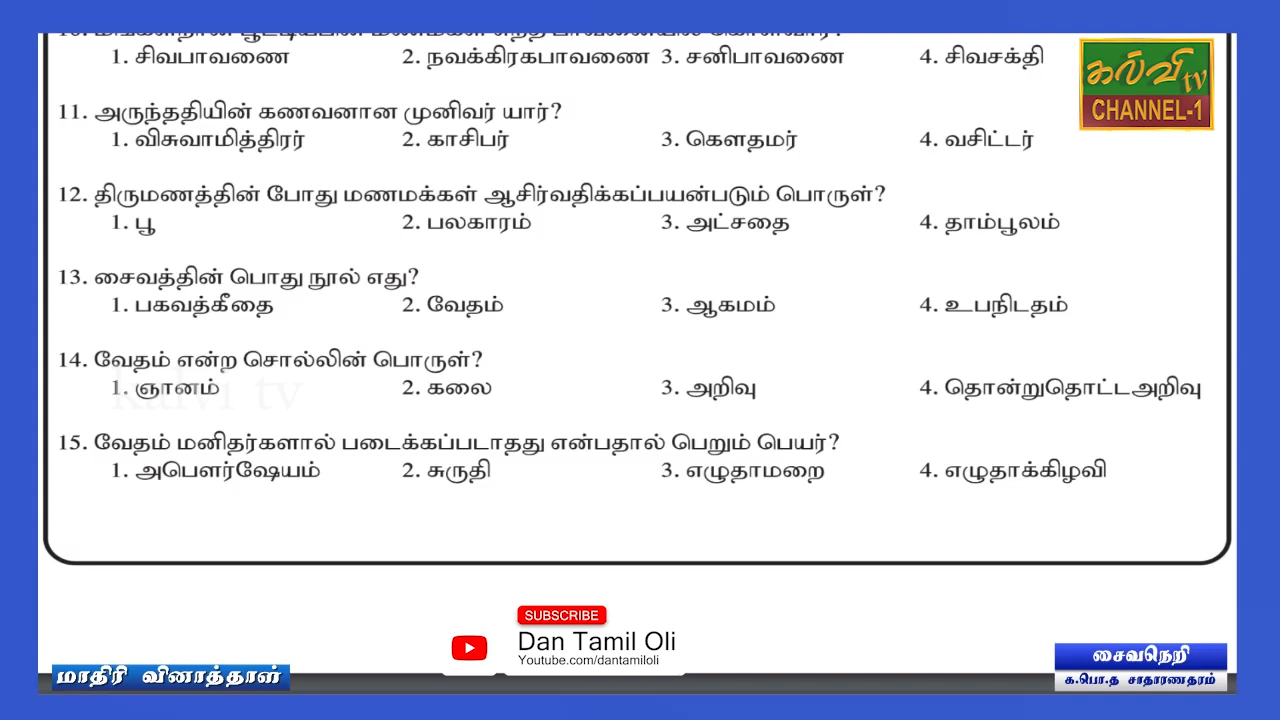 1. சிவபாவணை 2. நவக்கிரகபாவணை 3. சனிபாவணை 4. சிவசக்தி
கல்வி tv
CHANNEL-1
11. அருந்ததியின் கணவனான முனிவர் யார்?
1. விசுவாமித்திரர் 2. காசிபர் 3. கௌதமர் 4. வசிட்டர்
12. திருமணத்தின் போது மணமக்கள் ஆசிர்வதிக்கப்பயன்படும் பொருள்?
1. பூ 2. பலகாரம் 3. அட்சதை 4. தாம்பூலம்
13. சைவத்தின் பொது நூல் எது?
1. பகவத்கீதை 2. வேதம் 3. ஆகமம் 4. உபநிடதம்
14. வேதம் என்ற சொல்லின் பொருள்?
1. ஞானம் 2. கலை 3. அறிவு 4. தொன்றுதொட்டஅறிவு
kalvi tv
15. வேதம் மனிதர்களால் படைக்கப்படாதது என்பதால் பெறும் பெயர்?
1. அபௌர்ஷேயம் 2. சுருதி 3. எழுதாமறை 4. எழுதாக்கிழவி
SUBSCRIBE
Dan Tamil Oli
Youtube.com/dantamiloli
மாதிரி வினாத்தாள்
சைவநெறி
க.பொ.த சாதாரணதரம்